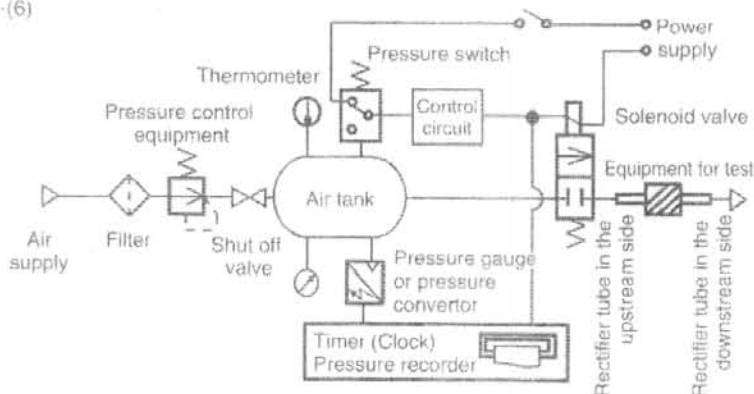 (6)
Power
supply
Pressure switch
Thermometer
Pressure control
equipment
Control
circuit
Solenoid valve
Equipment for test
Air tank
Air
supply
Filter
Shut off
valve
Pressure gauge
or pressure
convertor
Timer (Clock)
Pressure recorder
Rectifier tube in the
upstream side
Rectifier tube in the
downstream side